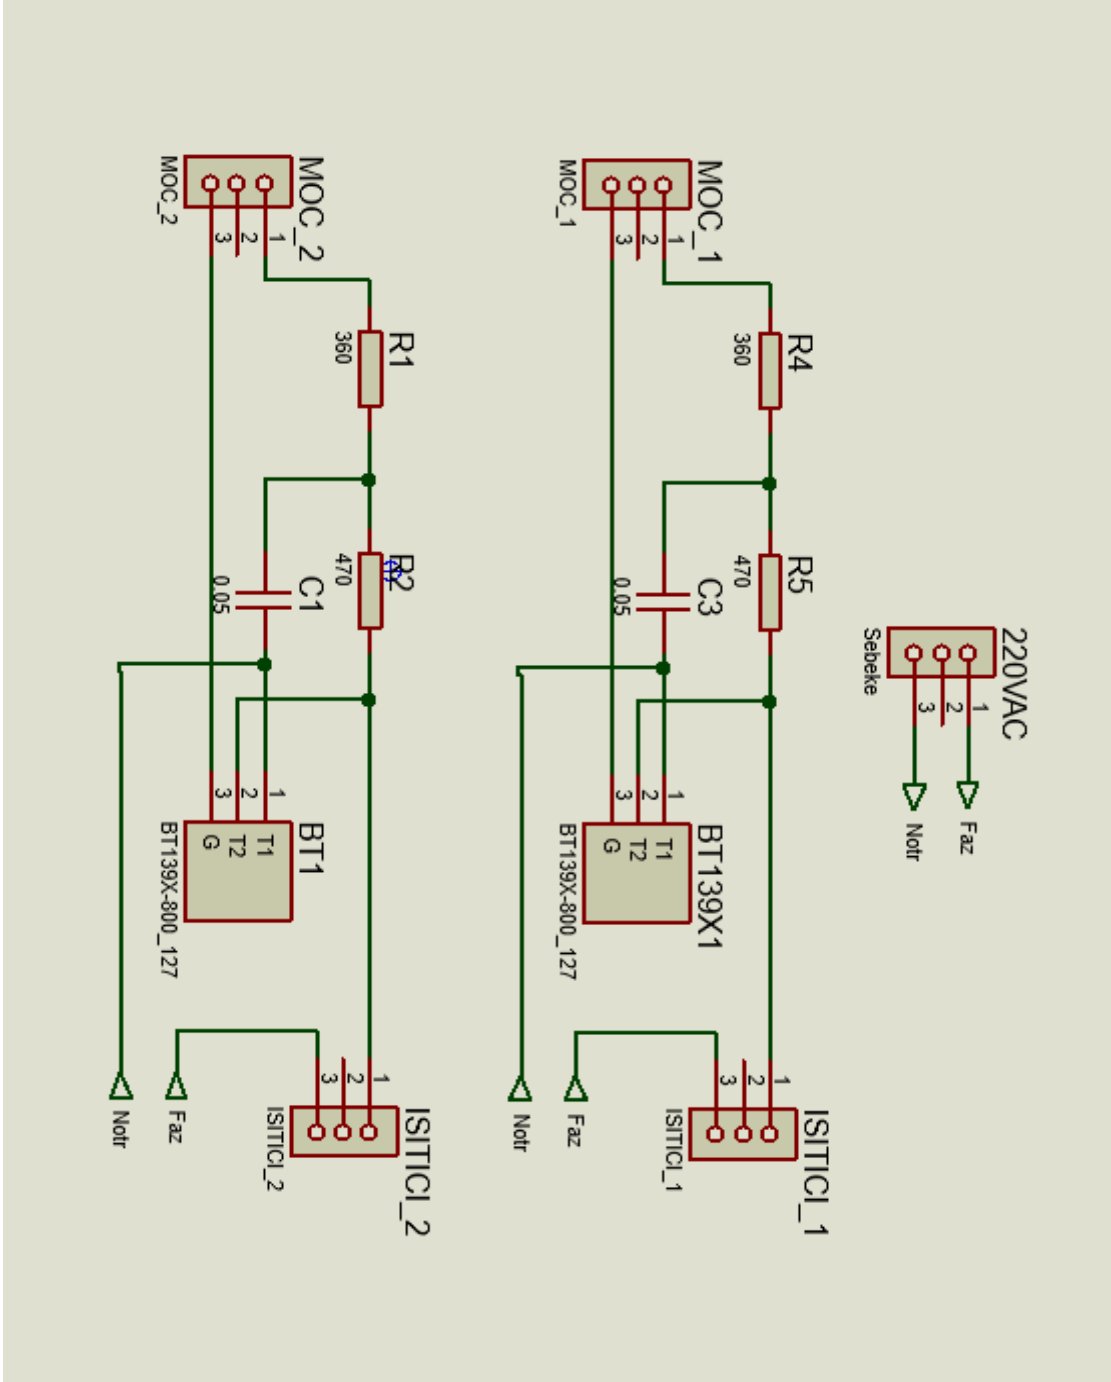 220VAC
1
2
3
Sebeke
Faz
Notr
MOC_1
1
2
3
MOC_1
R4
360
R5
470
C3
0.05
1
2
3
T1
T2
G
BT139X1
BT139X-800_127
ISITICI_1
1
2
3
ISITICI_1
Faz
Notr
MOC_2
1
2
3
MOC_2
R1
360
R2
470
C1
0.05
1
2
3
T1
T2
G
BT1
BT139X-800_127
ISITICI_2
1
2
3
ISITICI_2
Faz
Notr